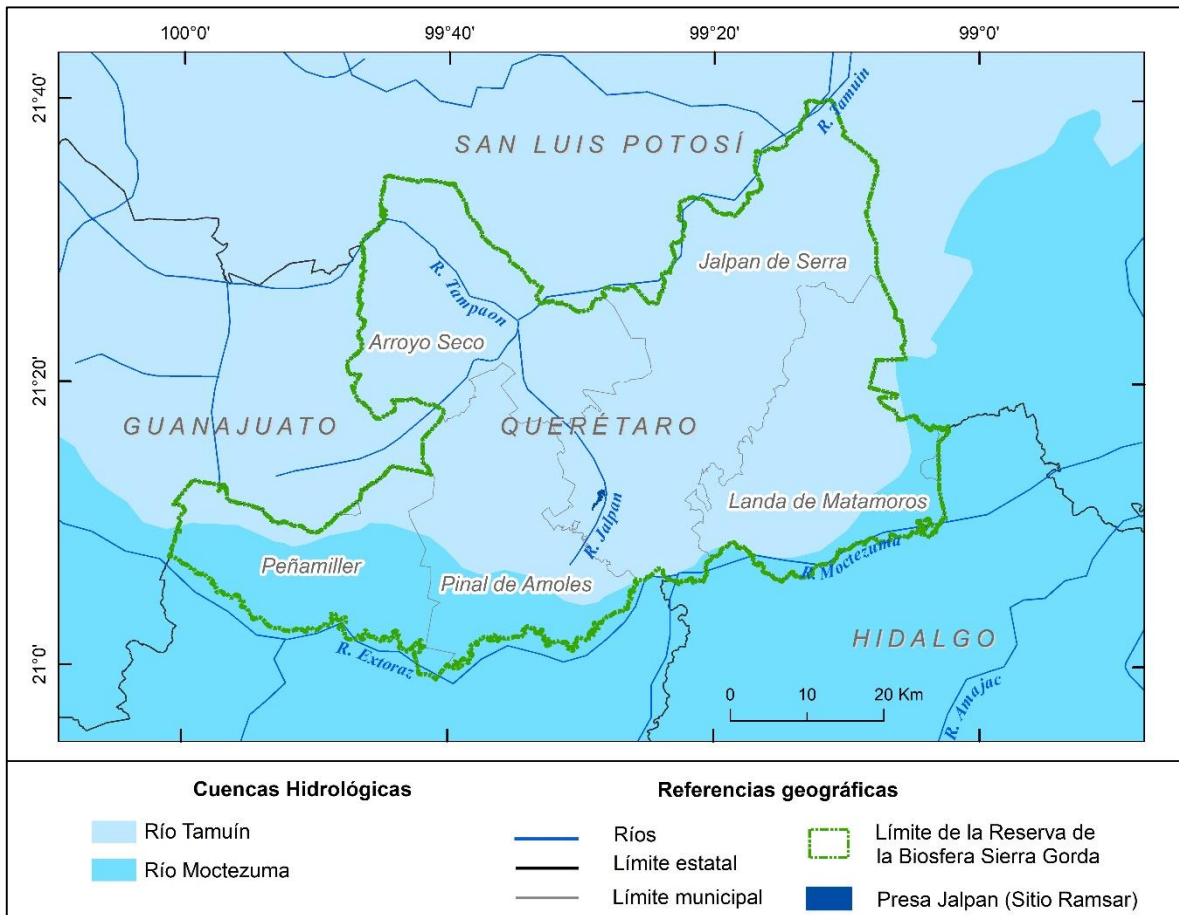 100°0'
99°40'
99°20'
99°0'
21°40'
21°20'
21°0'
R. Tamuin
SAN LUIS POTOSÍ
Jalpan de Serra
R. Tampaon
Arroyo Seco
GUANAJUATO
QUERÉTARO
R. Jalpan
Landa de Matamoros
Peñamiller
Pinal de Amoles
R. Moctezuma
HIDALGO
R. Extoraz
R. Amajac
0 10 20 Km
Cuencas Hidrológicas
Río Tamuín
Río Moctezuma
Referencias geográficas
Ríos
Límite estatal
Límite municipal
Límite de la Reserva de
la Biosfera Sierra Gorda
Presa Jalpan (Sitio Ramsar)